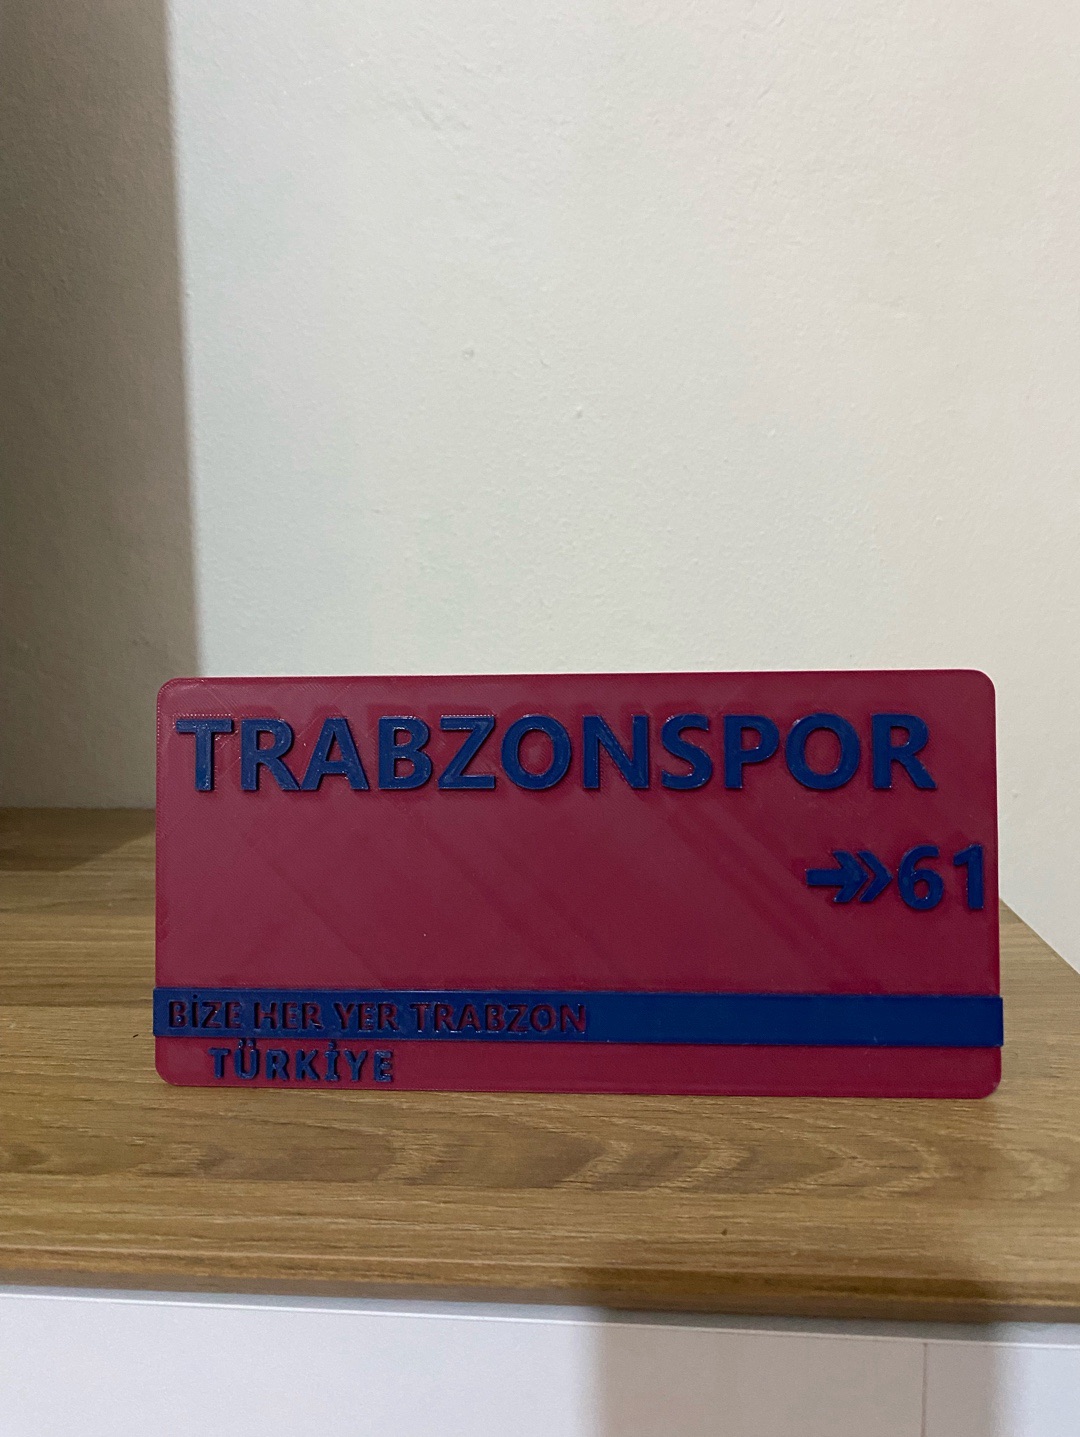 TRABZONSPOR
61
BİZE HER YER TRABZON
TÜRKİYE